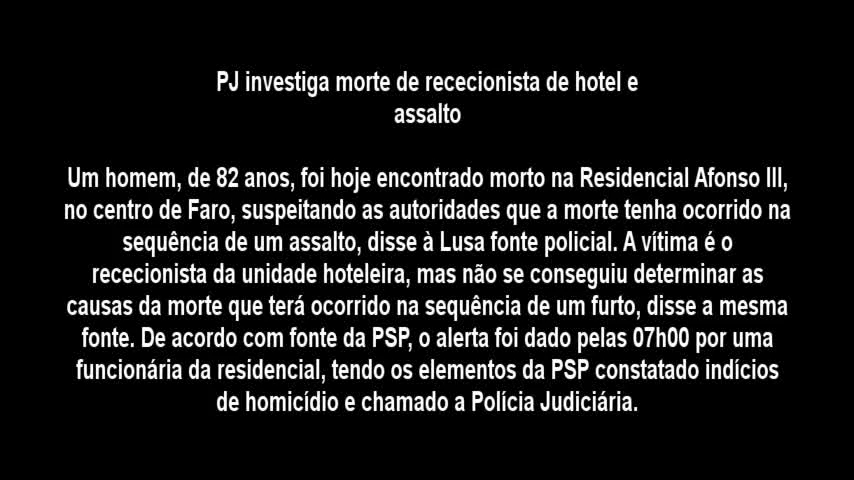 PJ investiga morte de rececionista de hotel e
assalto
Um homem, de 82 anos, foi hoje encontrado morto na Residencial Afonso III,
no centro de Faro, suspeitando as autoridades que a morte tenha ocorrido na
sequência de um assalto, disse à Lusa fonte policial. A vítima é o
rececionista da unidade hoteleira, mas não se conseguiu determinar as
causas da morte que terá ocorrido na sequência de um furto, disse a mesma
fonte. De acordo com fonte da PSP, o alerta foi dado pelas 07h00 por uma
funcionária da residencial, tendo os elementos da PSP constatado indícios
de homicídio e chamado a Polícia Judiciária.